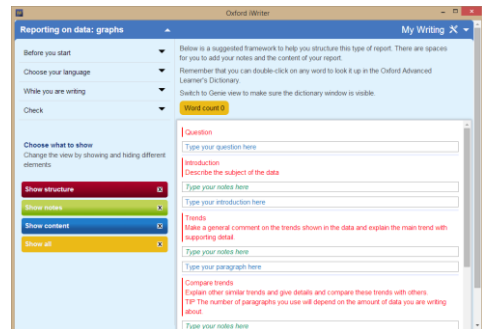 Oxford iWriter
Reporting on data: graphs
My Writing
Before you start
Choose your language
While you are writing
Check
Choose what to show
Change the view by showing and hiding different
elements
Show structure
Show notes
Show content
Show all
Below is a suggested framework to help you structure this type of report. There are spaces
for you to add your notes and the content of your report.
Remember that you can double-click on any word to look it up in the Oxford Advanced
Learner's Dictionary.
Switch to Genie view to make sure the dictionary window is visible.
Word count 0
Question
Type your question here
Introduction
Describe the subject of the data.
Type your notes here
Type your introduction here
Trends
Make a general comment on the trends shown in the data and explain the main trend with
supporting detail.
Type your notes here
Type your paragraph here
Compare trends
Explain other similar trends and give details and compare these trends with others.
TIP The number of paragraphs you use will depend on the amount of data you are writing
about.
Type your notes here